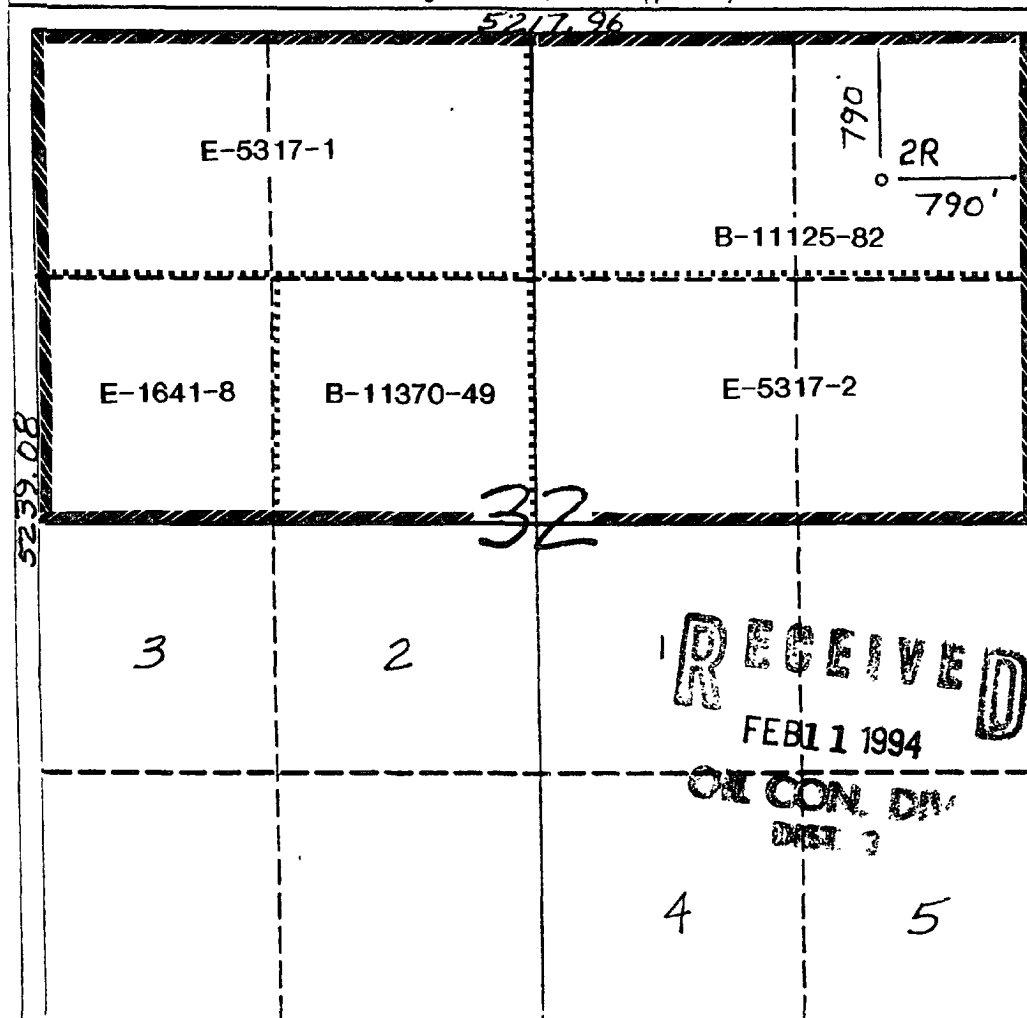 5217.96
790'
2R
790'
E-5317-1
B-11125-82
E-1641-8
B-11370-49
E-5317-2
5239.08
32
3
2
1
RECEIVED
FEB 11 1994
OIL CON. DIV
DIST. 3
4
5